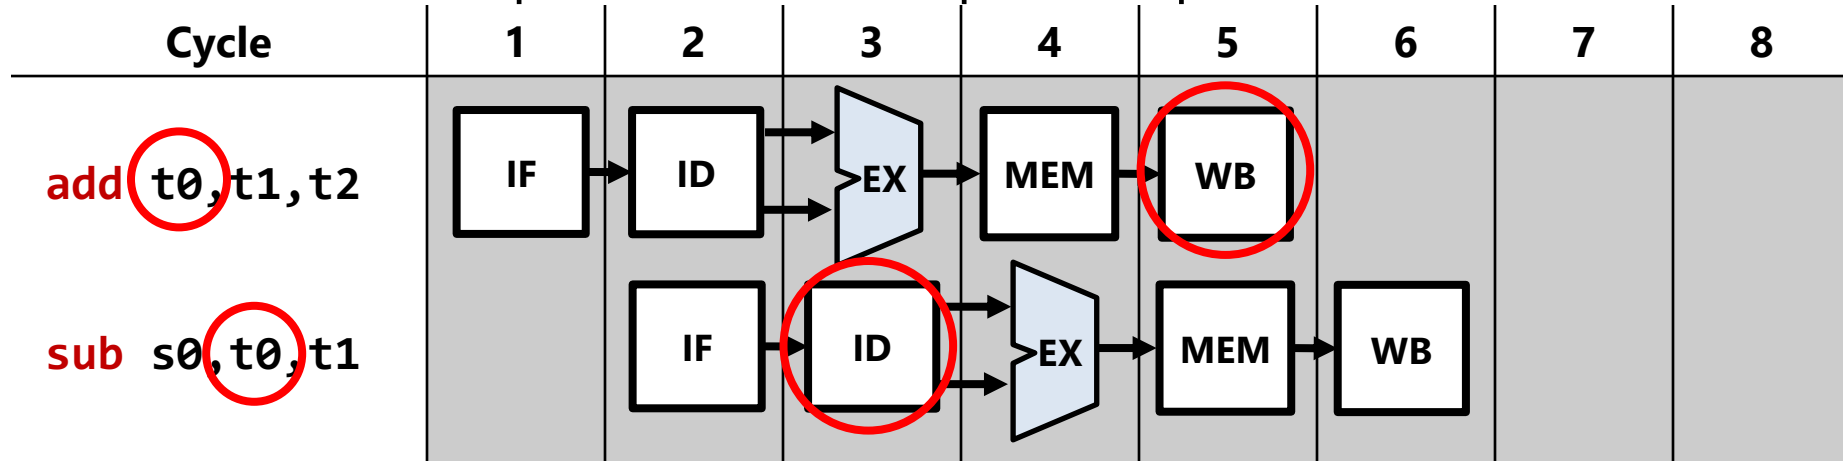 Cycle 1 2 3 4 5 6 7 8
add t0,t1,t2 IF ID EX MEM WB
sub s0,t0,t1 IF ID EX MEM WB